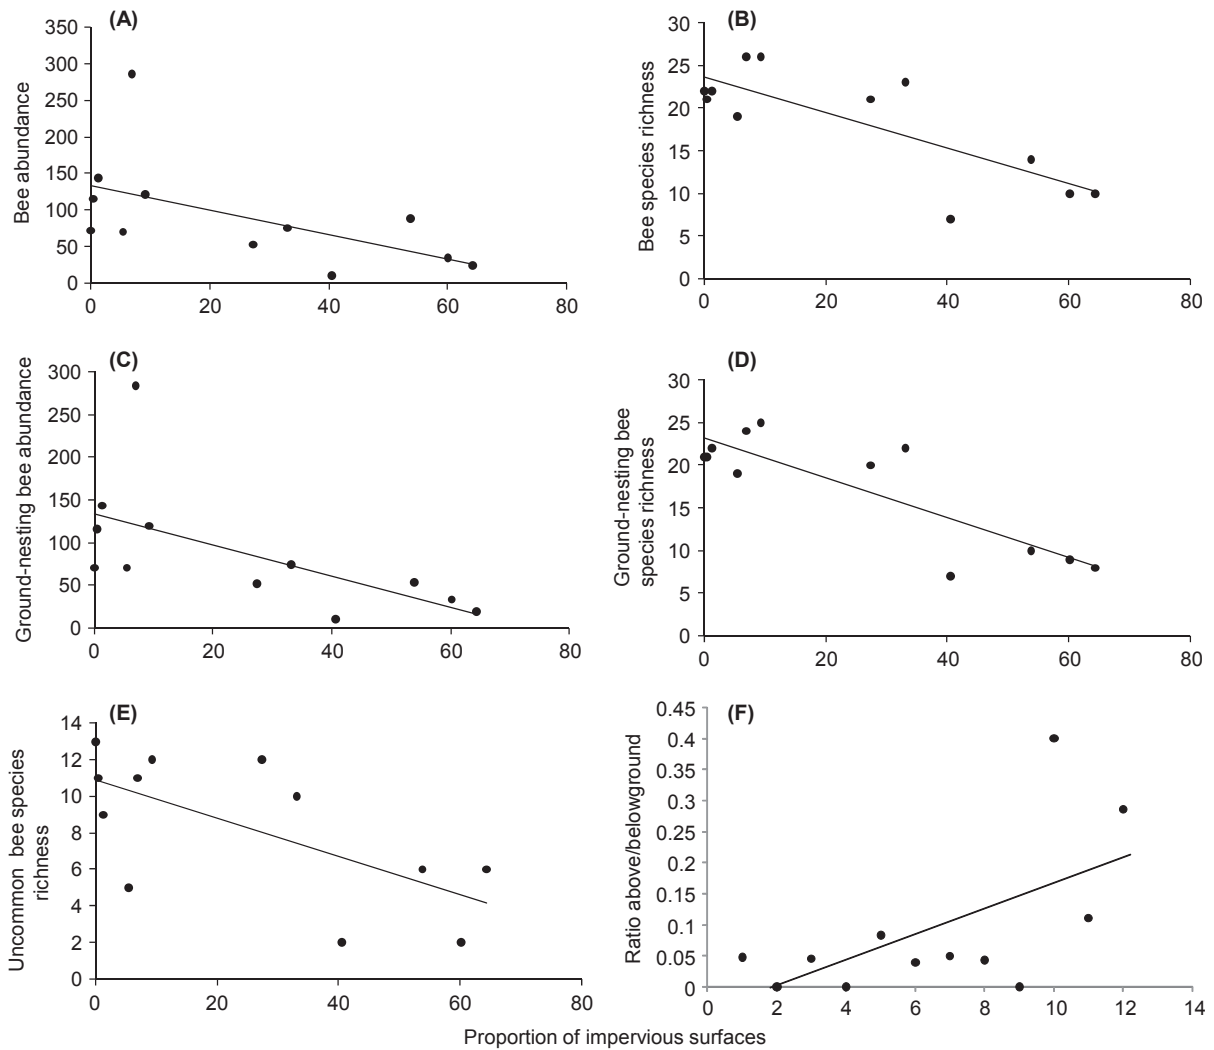 (A)
Bee abundance
350
300
250
200
150
100
50
0
0 20 40 60 80
(B)
Bee species richness
30
25
20
15
10
5
0
0 20 40 60 80
(C)
Ground-nesting bee abundance
300
250
200
150
100
50
0
0 20 40 60 80
(D)
Ground-nesting bee
species richness
30
25
20
15
10
5
0
0 20 40 60 80
(E)
Uncommon bee species
richness
14
12
10
8
6
4
2
0
0 20 40 60 80
(F)
Ratio above/belowground
0.45
0.4
0.35
0.3
0.25
0.2
0.15
0.1
0.05
0
0 2 4 6 8 10 12 14
Proportion of impervious surfaces